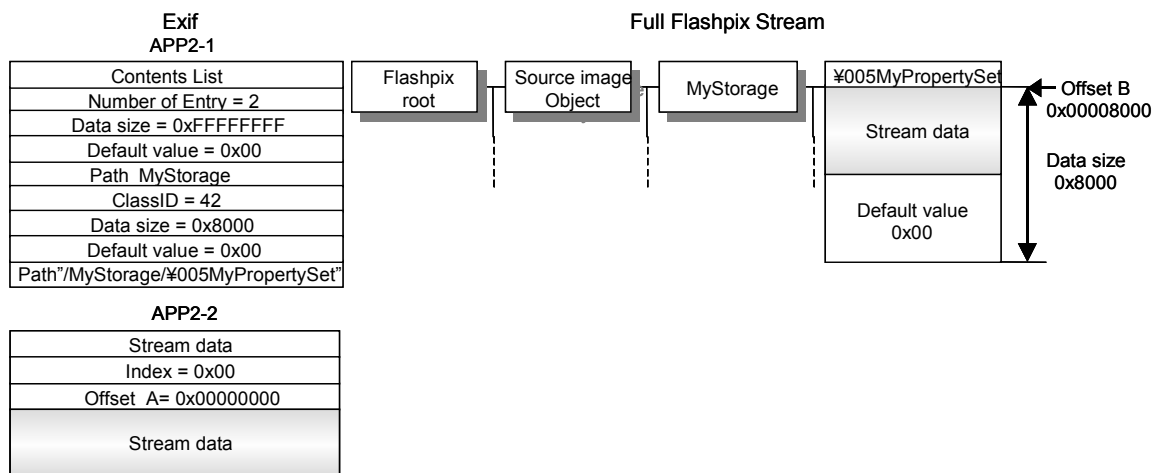 Exif
APP2-1
Contents List
Number of Entry = 2
Data size = 0xFFFFFFFF
Default value = 0x00
Path MyStorage
ClassID = 42
Data size = 0x8000
Default value = 0x00
Path"/MyStorage/¥005MyPropertySet"
APP2-2
Stream data
Index = 0x00
Offset A= 0x00000000
Stream data
Full Flashpix Stream
Flashpix
root
Source image
Object
MyStorage
¥005MyPropertySet
Stream data
Default value
0x00
Offset B
0x00008000
Data size
0x8000